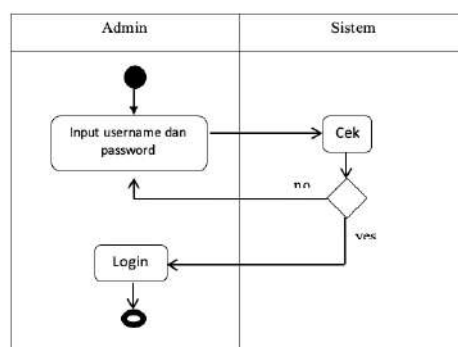 Admin
Sistem
Input username dan
password
Cek
no
yes
Login